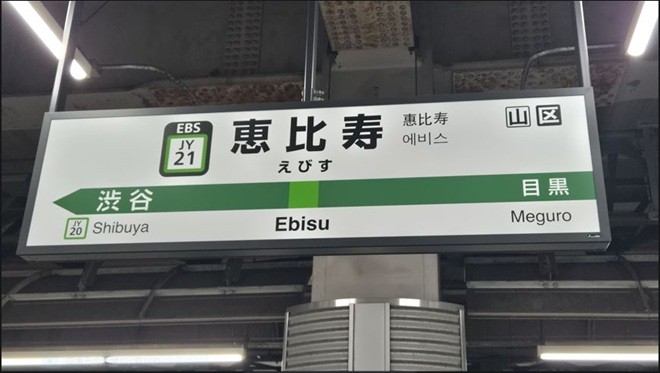 EBS
JY
21
恵比寿
えびす
惠比寿
에비스
山 区
渋谷
目黒
JY
20
Shibuya
Ebisu
Meguro